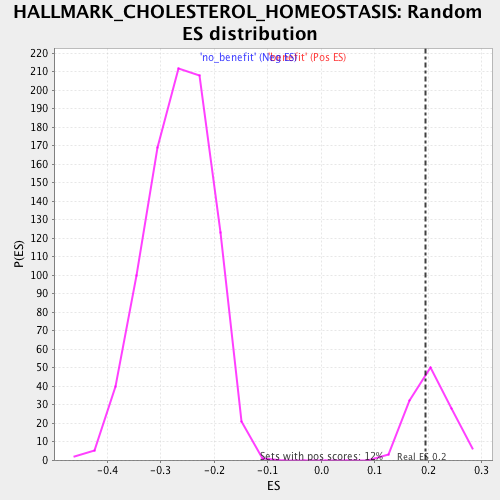 HALLMARK_CHOLESTEROL_HOMEOSTASIS: Random
ES distribution
'no_benefit' (Neg ES)
'benefit' (Pos ES)
220
210
200
190
180
170
160
150
140
130
120
110
100
90
80
70
60
50
40
30
20
10
0
P(ES)
Sets with pos scores: 12%
Real ES 0.2
-0.4 -0.3 -0.2 -0.1 0.0 0.1 0.2 0.3
ES